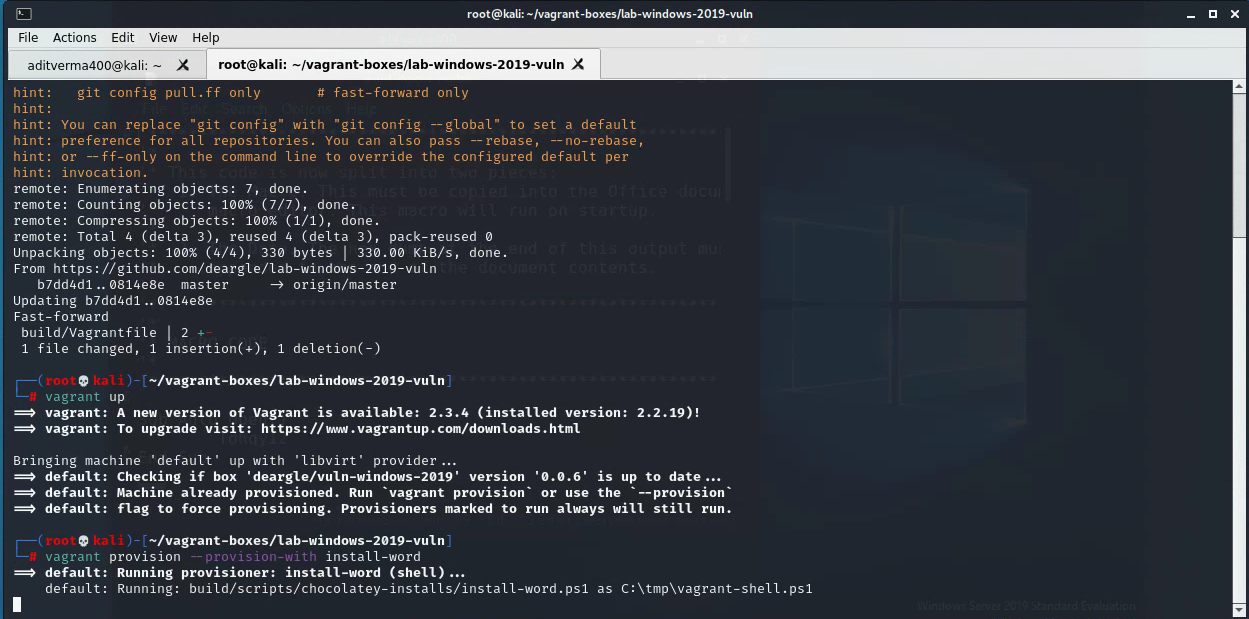 root@kali: ~/vagrant-boxes/lab-windows-2019-vuln
File Actions Edit View Help
aditverma400@kali: ~ root@kali: ~/vagrant-boxes/lab-windows-2019-vuln
hint:   git config pull.ff only       # fast-forward only
hint:
hint: You can replace "git config" with "git config --global" to set a default
hint: preference for all repositories. You can also pass --rebase, --no-rebase,
hint: or --ff-only on the command line to override the configured default per
hint: invocation.
remote: Enumerating objects: 7, done.
remote: Counting objects: 100% (7/7), done.
remote: Compressing objects: 100% (1/1), done.
remote: Total 4 (delta 3), reused 4 (delta 3), pack-reused 0
Unpacking objects: 100% (4/4), 330 bytes | 330.00 KiB/s, done.
From https://github.com/deargle/lab-windows-2019-vuln
   b7dd4d1..0814e8e  master     -> origin/master
Updating b7dd4d1..0814e8e
Fast-forward
 build/Vagrantfile | 2 +-
 1 file changed, 1 insertion(+), 1 deletion(-)
┌──(root💀kali)-[~/vagrant-boxes/lab-windows-2019-vuln]
└─# vagrant up
==> vagrant: A new version of Vagrant is available: 2.3.4 (installed version: 2.2.19)!
==> vagrant: To upgrade visit: https://www.vagrantup.com/downloads.html
Bringing machine 'default' up with 'libvirt' provider...
==> default: Checking if box 'deargle/vuln-windows-2019' version '0.0.6' is up to date...
==> default: Machine already provisioned. Run `vagrant provision` or use the `--provision`
==> default: flag to force provisioning. Provisioners marked to run always will still run.
┌──(root💀kali)-[~/vagrant-boxes/lab-windows-2019-vuln]
└─# vagrant provision --provision-with install-word
==> default: Running provisioner: install-word (shell)...
    default: Running: build/scripts/chocolatey-installs/install-word.ps1 as C:\tmp\vagrant-shell.ps1
Windows Server 2019 Standard Evaluation